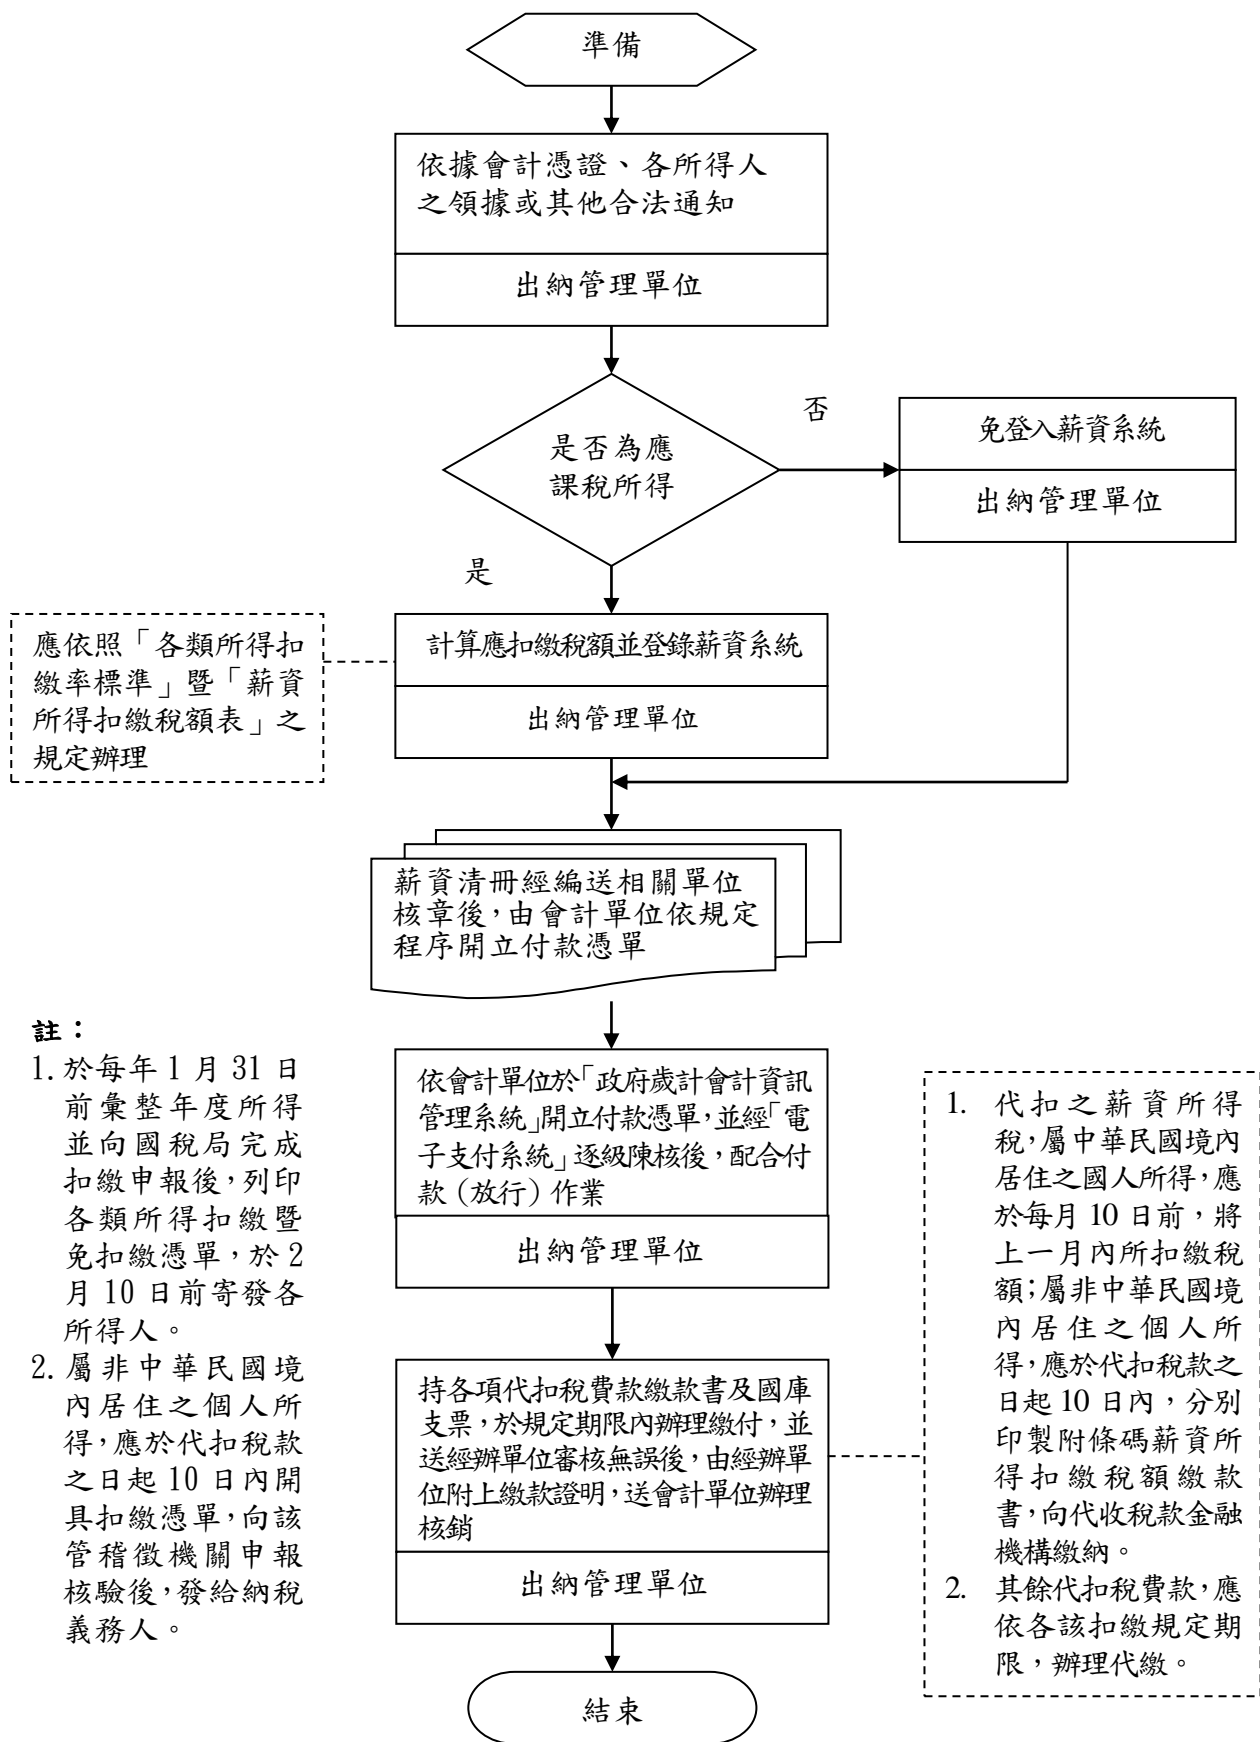 準備
依據會計憑證、各所得人
之領據或其他合法通知
出納管理單位
是否為應
課稅所得
否
免登入薪資系統
出納管理單位
是
應依照「各類所得扣
繳率標準」暨「薪資
所得扣繳稅額表」之
規定辦理
計算應扣繳稅額並登錄薪資系統
出納管理單位
薪資清冊經編送相關單位
核章後,由會計單位依規定
程序開立付款憑單
註：
1. 於每年 1 月 31 日
前彙整年度所得
並向國稅局完成
扣繳申報後,列印
各類所得扣繳暨
免扣繳憑單,於 2
月 10 日前寄發各
所得人。
2. 屬非中華民國境
內居住之個人所
得,應於代扣稅款
之日起 10 日內開
具扣繳憑單,向該
管稽徵機關申報
核驗後,發給納稅
義務人。
依會計單位於「政府歲計會計資訊
管理系統」開立付款憑單,並經「電
子支付系統」逐級陳核後,配合付
款(放行)作業
出納管理單位
持各項代扣稅費款繳款書及國庫
支票,於規定期限內辦理繳付,並
送經辦單位審核無誤後,由經辦單
位附上繳款證明,送會計單位辦理
核銷
出納管理單位
1. 代扣之薪資所得
稅,屬中華民國境內
居住之國人所得,應
於每月 10 日前,將
上一月內所扣繳稅
額;屬非中華民國境
內居住之個人所
得,應於代扣稅款之
日起 10 日內,分別
印製附條碼薪資所
得扣繳稅額繳款
書,向代收稅款金融
機構繳納。
2. 其餘代扣稅費款,應
依各該扣繳規定期
限,辦理代繳。
結束